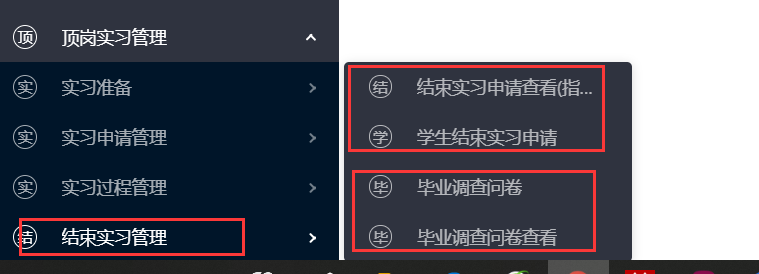 顶 顶岗实习管理
实 实习准备
实 实习申请管理
实 实习过程管理
结 结束实习管理
结 结束实习申请查看(指...
学 学生结束实习申请
毕 毕业调查问卷
毕 毕业调查问卷查看